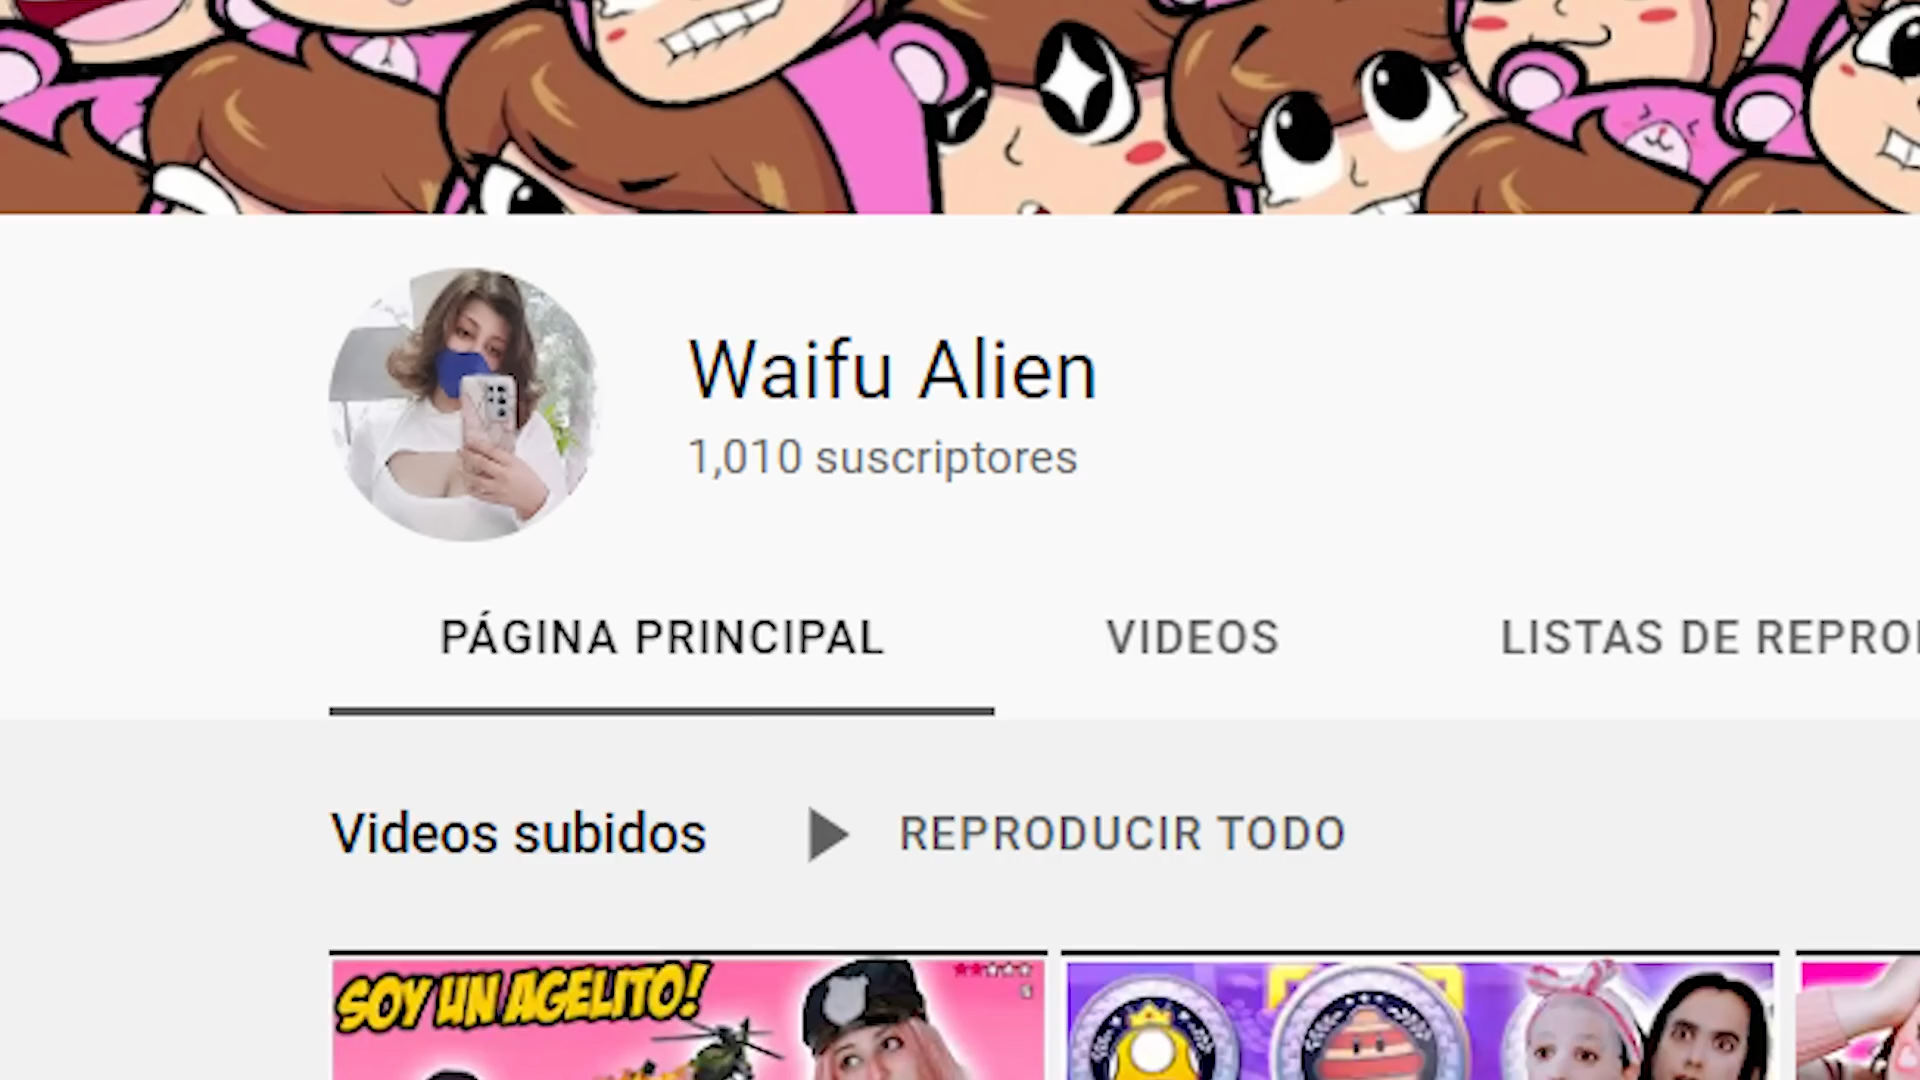 Waifu Alien
1,010 suscriptores
PÁGINA PRINCIPAL
VIDEOS
LISTAS DE REPRO
Videos subidos
REPRODUCIR TODO
SOY UN AGELITO!